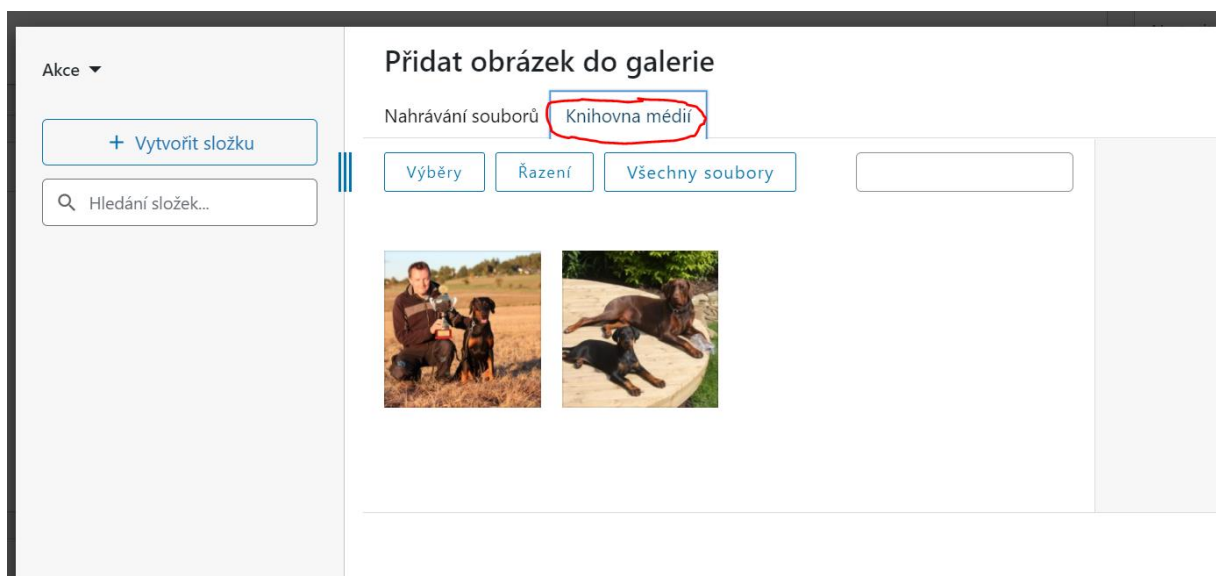 Akce
+ Vytvořit složku
Hledání složek...
Přidat obrázek do galerie
Nahrávání souborů Knihovna médií
Výběry Řazení Všechny soubory